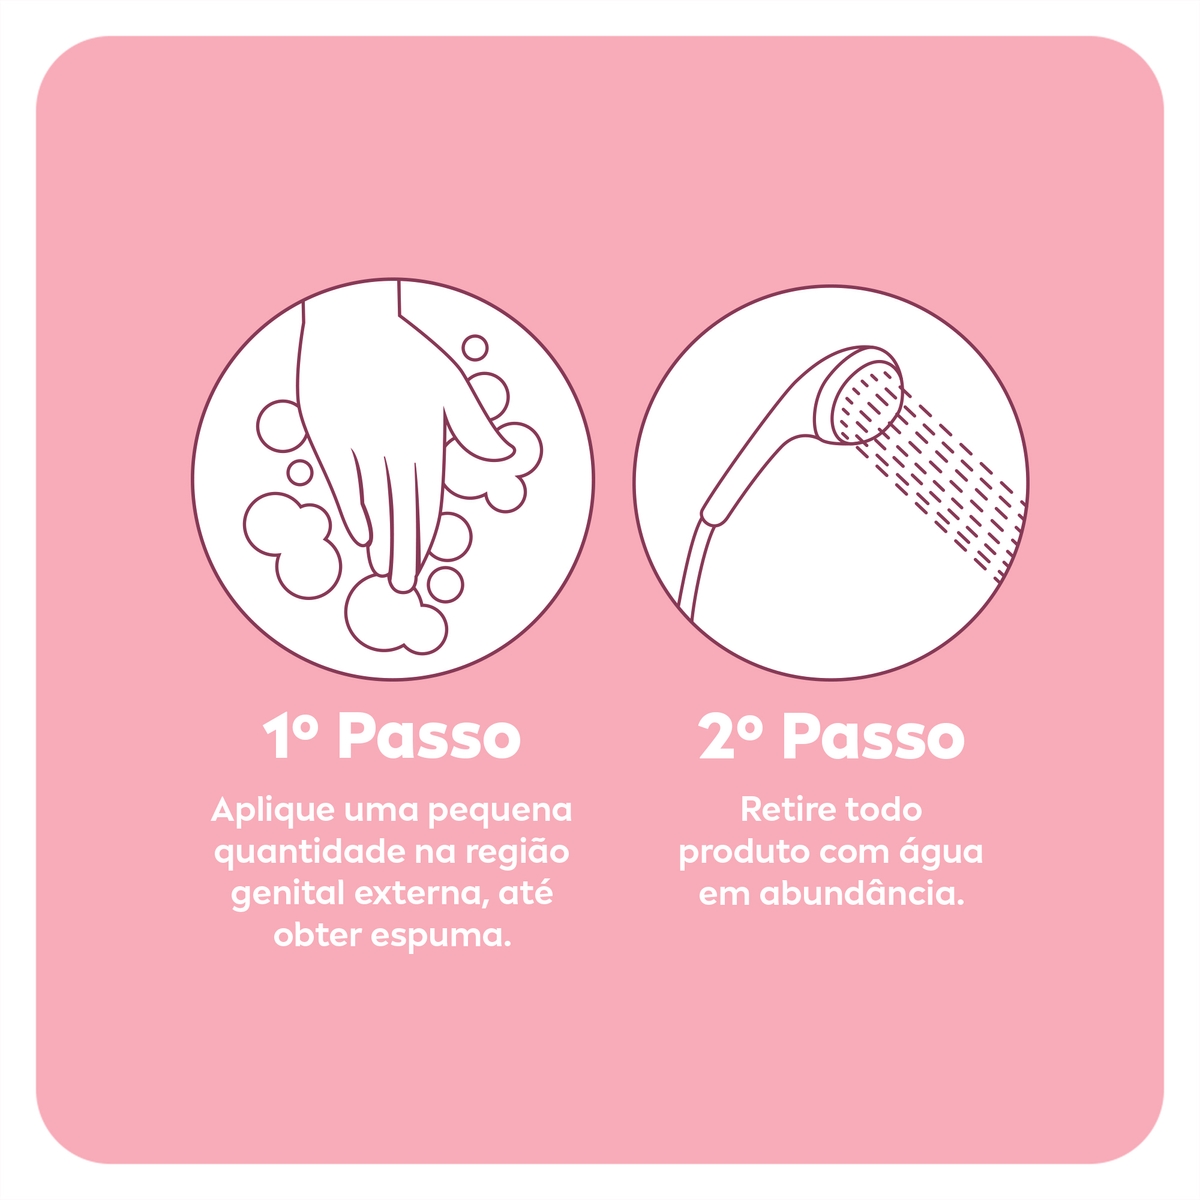 1º Passo
Aplique uma pequena
quantidade na região
genital externa, até
obter espuma.
2º Passo
Retire todo
produto com água
em abundância.